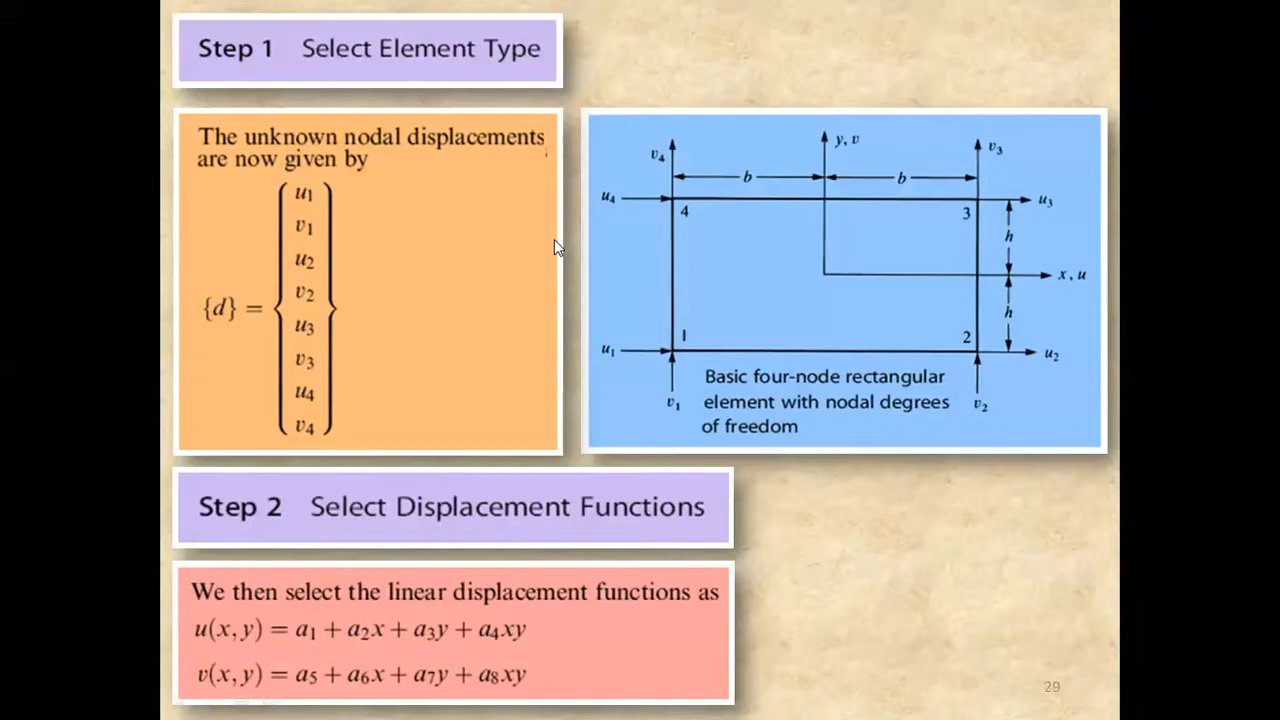 Step 1 Select Element Type
The unknown nodal displacements
are now given by
{d} =
u₁
v₁
u₂
v₂
u₃
v₃
u₄
v₄
v₄
y, v
v₃
b
b
u₄
u₃
4
3
h
x, u
h
1
2
u₁
u₂
v₁
v₂
Basic four-node rectangular
element with nodal degrees
of freedom
Step 2 Select Displacement Functions
We then select the linear displacement functions as
u(x, y) = a₁ + a₂x + a₃y + a₄xy
v(x, y) = a₅ + a₆x + a₇y + a₈xy
29